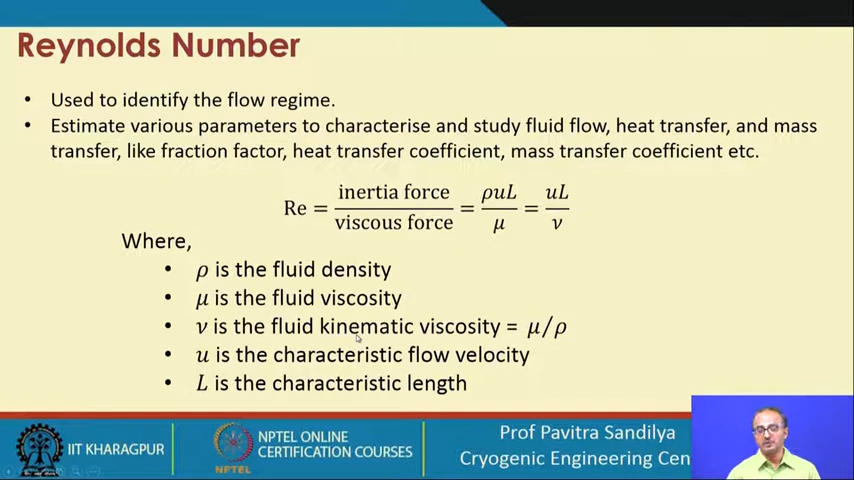 Reynolds Number
• Used to identify the flow regime.
• Estimate various parameters to characterise and study fluid flow, heat transfer, and mass
transfer, like fraction factor, heat transfer coefficient, mass transfer coefficient etc.
Re = inertia force / viscous force = ρuL / μ = uL / ν
Where,
• ρ is the fluid density
• μ is the fluid viscosity
• ν is the fluid kinematic viscosity = μ/ρ
• u is the characteristic flow velocity
• L is the characteristic length
IIT KHARAGPUR
NPTEL
NPTEL ONLINE
CERTIFICATION COURSES
Prof Pavitra Sandilya
Cryogenic Engineering Cen